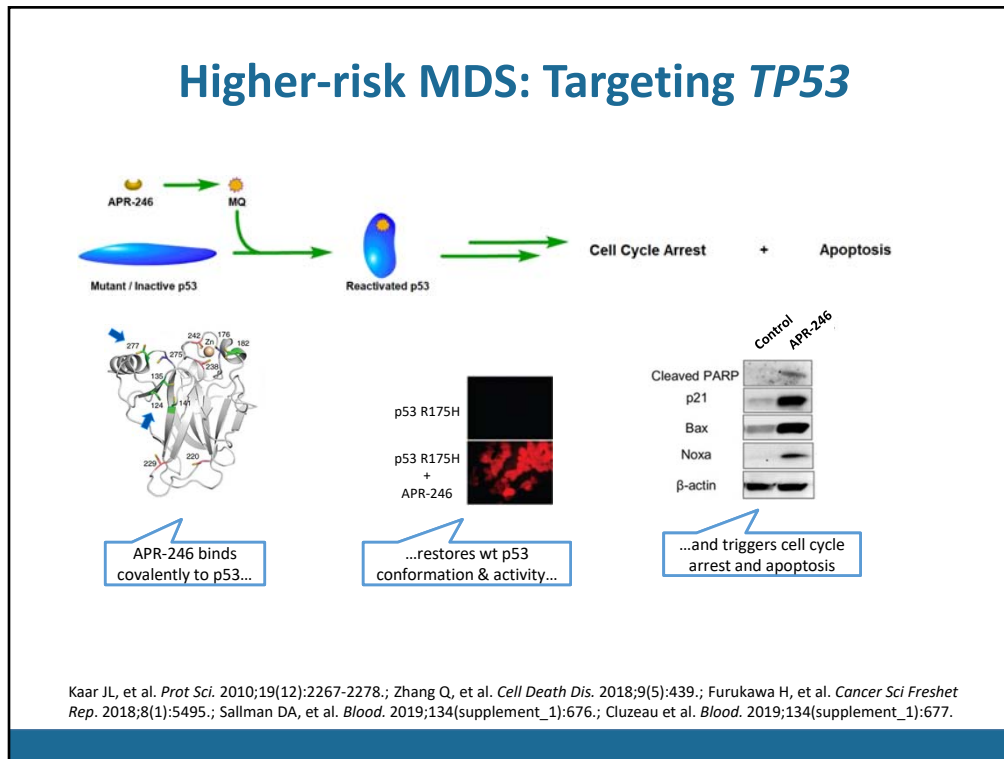 Higher-risk MDS: Targeting TP53
APR-246
MQ
Mutant / Inactive p53
Reactivated p53
Cell Cycle Arrest + Apoptosis
277
275
242
Zn
176
182
238
135
124
141
229
220
p53 R175H
p53 R175H
+
APR-246
Control
APR-246
Cleaved PARP
p21
Bax
Noxa
β-actin
APR-246 binds
covalently to p53…
…restores wt p53
conformation & activity…
…and triggers cell cycle
arrest and apoptosis
Kaar JL, et al. Prot Sci. 2010;19(12):2267-2278.; Zhang Q, et al. Cell Death Dis. 2018;9(5):439.; Furukawa H, et al. Cancer Sci Freshet
Rep. 2018;8(1):5495.; Sallman DA, et al. Blood. 2019;134(supplement_1):676.; Cluzeau et al. Blood. 2019;134(supplement_1):677.